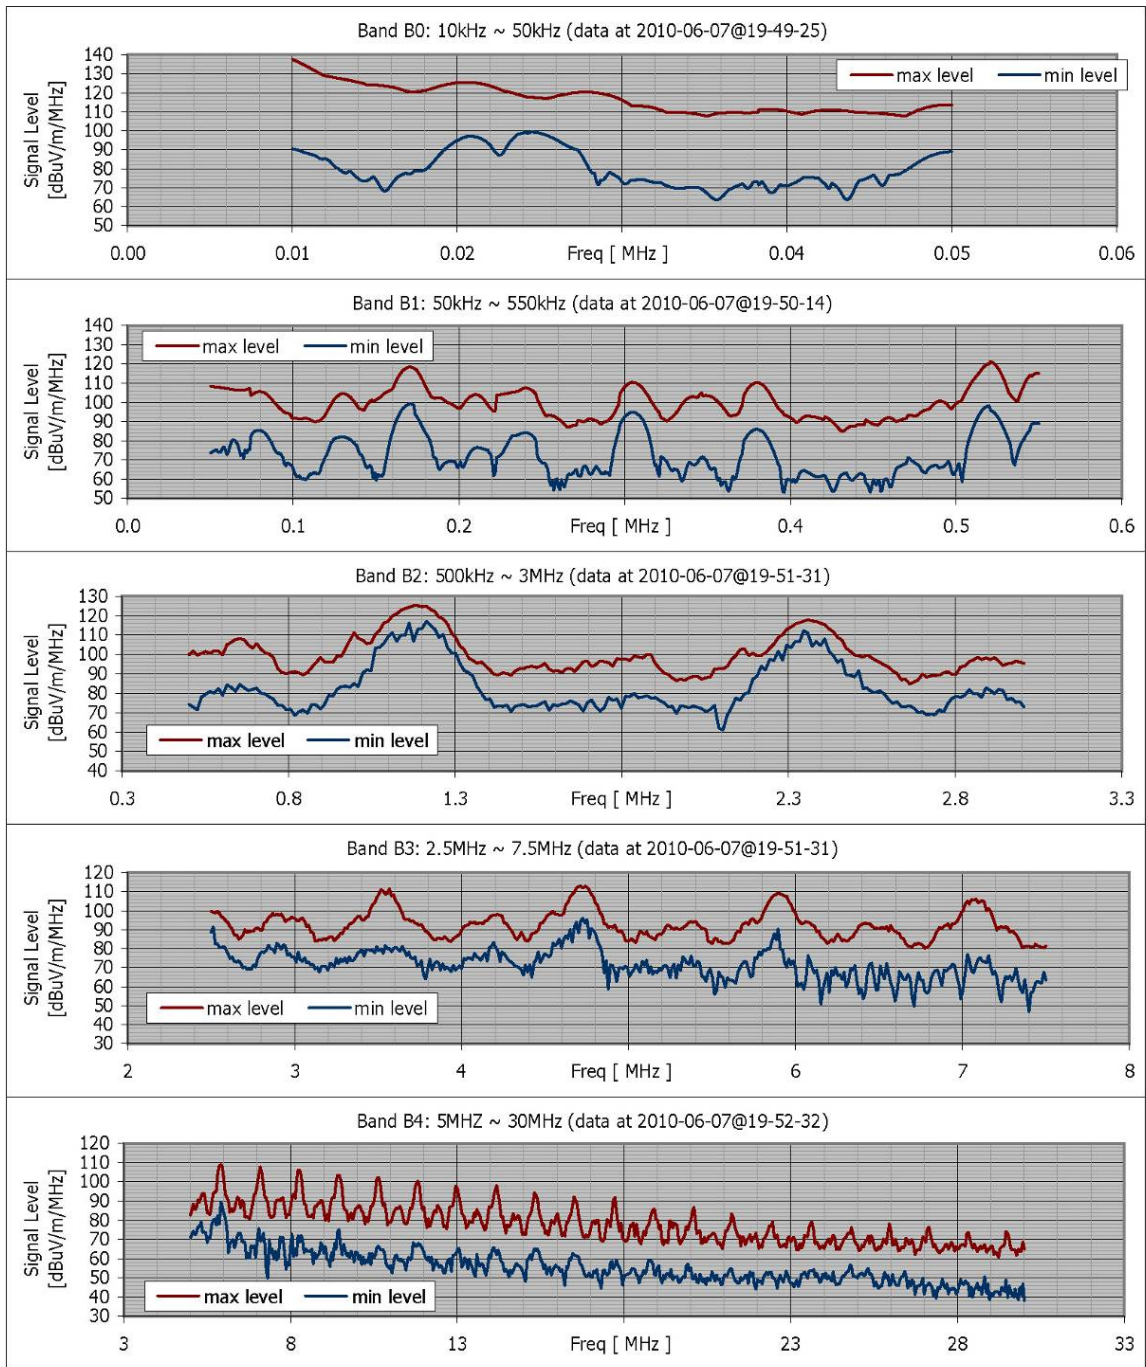 Band B0: 10kHz ~ 50kHz (data at 2010-06-07@19-49-25)
Signal Level
[dBuV/m/MHz]
140
130
120
110
100
90
80
70
60
50
max level min level
0.00 0.01 0.02 Freq [ MHz ] 0.04 0.05 0.06
Band B1: 50kHz ~ 550kHz (data at 2010-06-07@19-50-14)
Signal Level
[dBuV/m/MHz]
140
130
120
110
100
90
80
70
60
50
max level min level
0.0 0.1 0.2 Freq [ MHz ] 0.4 0.5 0.6
Band B2: 500kHz ~ 3MHz (data at 2010-06-07@19-51-31)
Signal Level
[dBuV/m/MHz]
130
120
110
100
90
80
70
60
50
40
max level min level
0.3 0.8 1.3 Freq [ MHz ] 2.3 2.8 3.3
Band B3: 2.5MHz ~ 7.5MHz (data at 2010-06-07@19-51-31)
Signal Level
[dBuV/m/MHz]
120
110
100
90
80
70
60
50
40
30
max level min level
2 3 4 Freq [ MHz ] 6 7 8
Band B4: 5MHZ ~ 30MHz (data at 2010-06-07@19-52-32)
Signal Level
[dBuV/m/MHz]
120
110
100
90
80
70
60
50
40
30
max level min level
3 8 13 Freq [ MHz ] 23 28 33